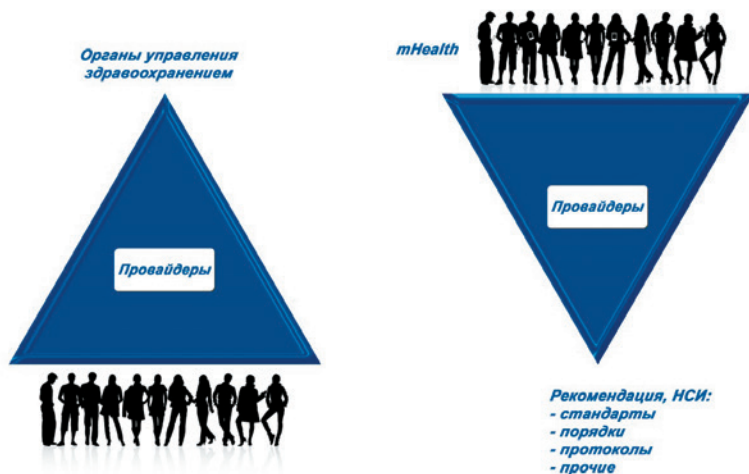 Органы управления
здравоохранением
Провайдеры
mHealth
Провайдеры
Рекомендация, НСИ:
- стандарты
- порядки
- протоколы
- прочие